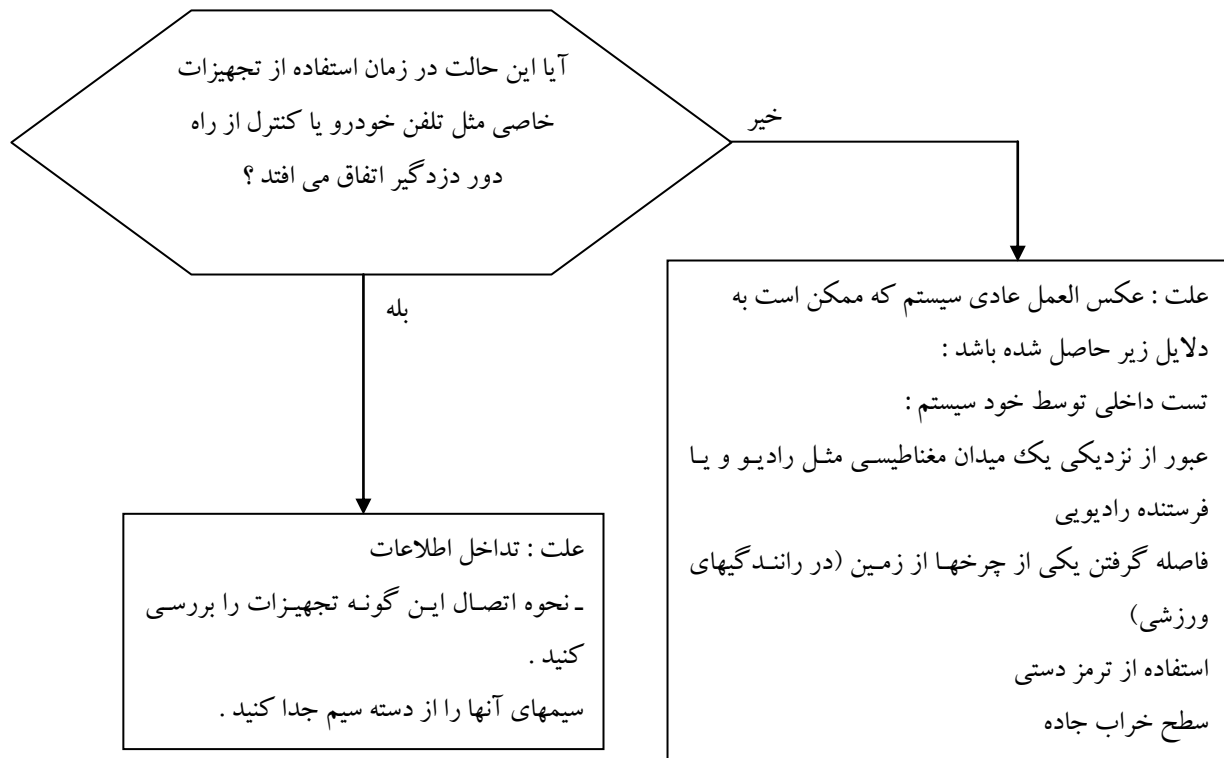 آیا این حالت در زمان استفاده از تجهیزات
خاصی مثل تلفن خودرو یا کنترل از راه
دور دزدگیر اتفاق می افتد ؟
خیر
بله
علت : عکس العمل عادی سیستم که ممکن است به
دلایل زیر حاصل شده باشد :
تست داخلی توسط خود سیستم :
عبور از نزدیکی یک میدان مغناطیسی مثل رادیو و یا
فرستنده رادیویی
فاصله گرفتن یکی از چرخها از زمین (در رانندگیهای
ورزشی)
استفاده از ترمز دستی
سطح خراب جاده
علت : تداخل اطلاعات
ـ نحوه اتصال این گونه تجهیزات را بررسی
کنید .
سیمهای آنها را از دسته سیم جدا کنید .